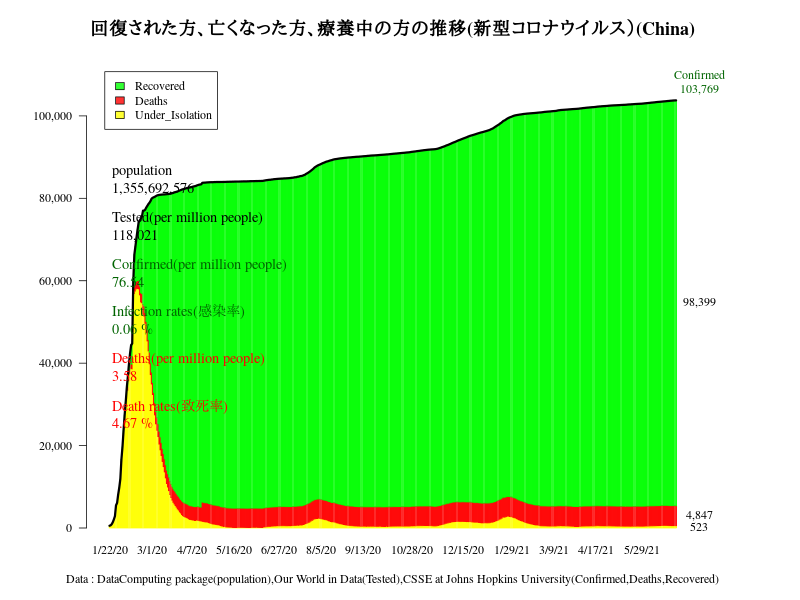 回復された方、亡くなった方、療養中の方の推移(新型コロナウイルス)(China)
Confirmed
103,769
Recovered
Deaths
Under_Isolation
100,000
80,000
60,000
40,000
20,000
0
population
1,355,692,576
Tested(per million people)
118,021
Confirmed(per million people)
76.54
Infection rates(感染率)
0.06 %
Deaths(per million people)
3.58
Death rates(致死率)
4.67 %
98,399
4,847
523
1/22/20 3/1/20 4/7/20 5/16/20 6/27/20 8/5/20 9/13/20 10/28/20 12/15/20 1/29/21 3/9/21 4/17/21 5/29/21
Data : DataComputing package(population),Our World in Data(Tested),CSSE at Johns Hopkins University(Confirmed,Deaths,Recovered)